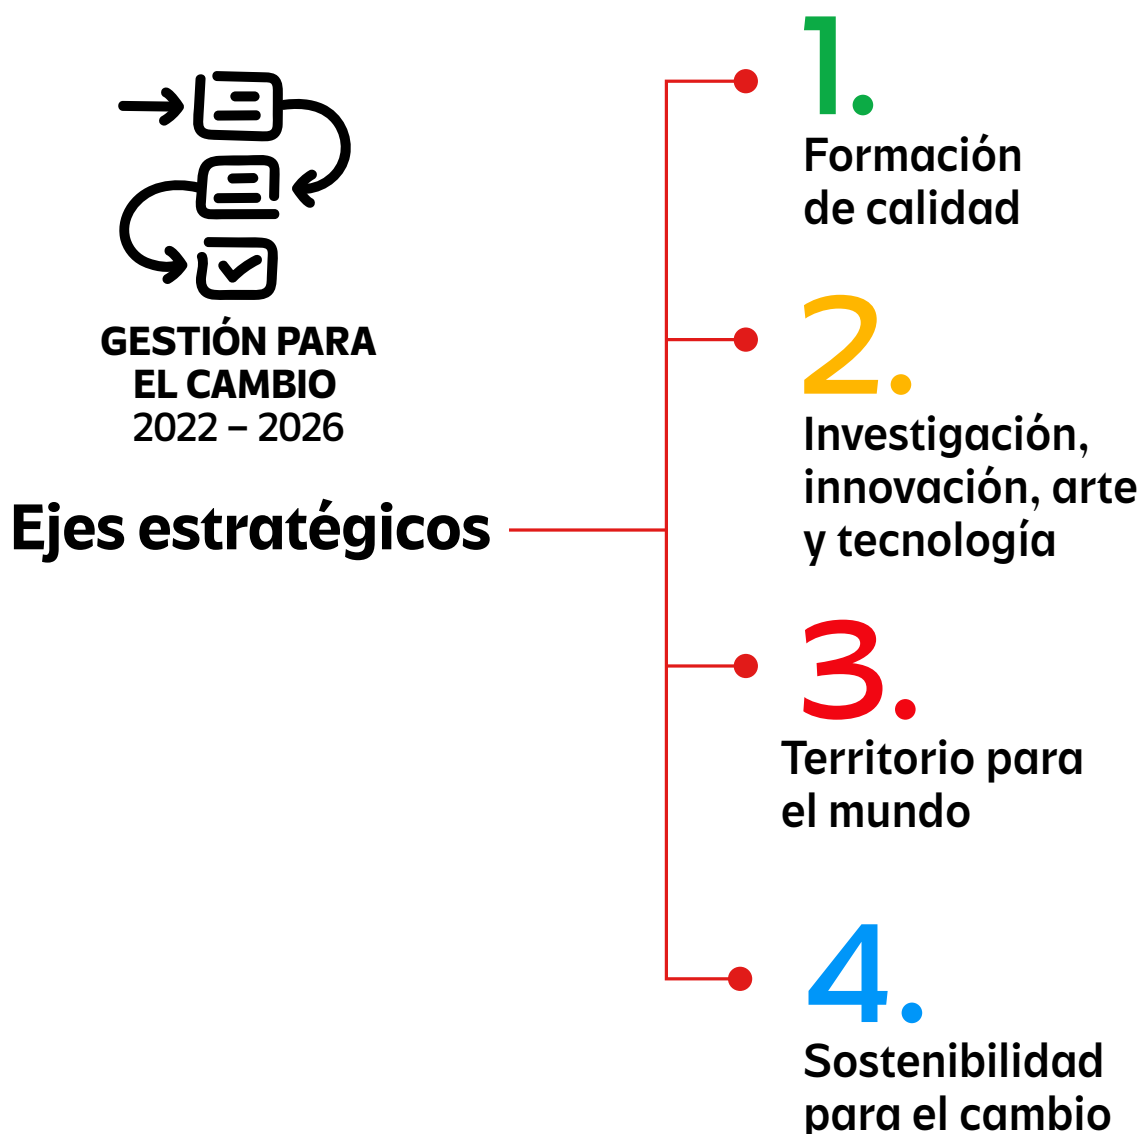 GESTIÓN PARA
EL CAMBIO
2022 – 2026
Ejes estratégicos
1.
Formación
de calidad
2.
Investigación,
innovación, arte
y tecnología
3.
Territorio para
el mundo
4.
Sostenibilidad
para el cambio